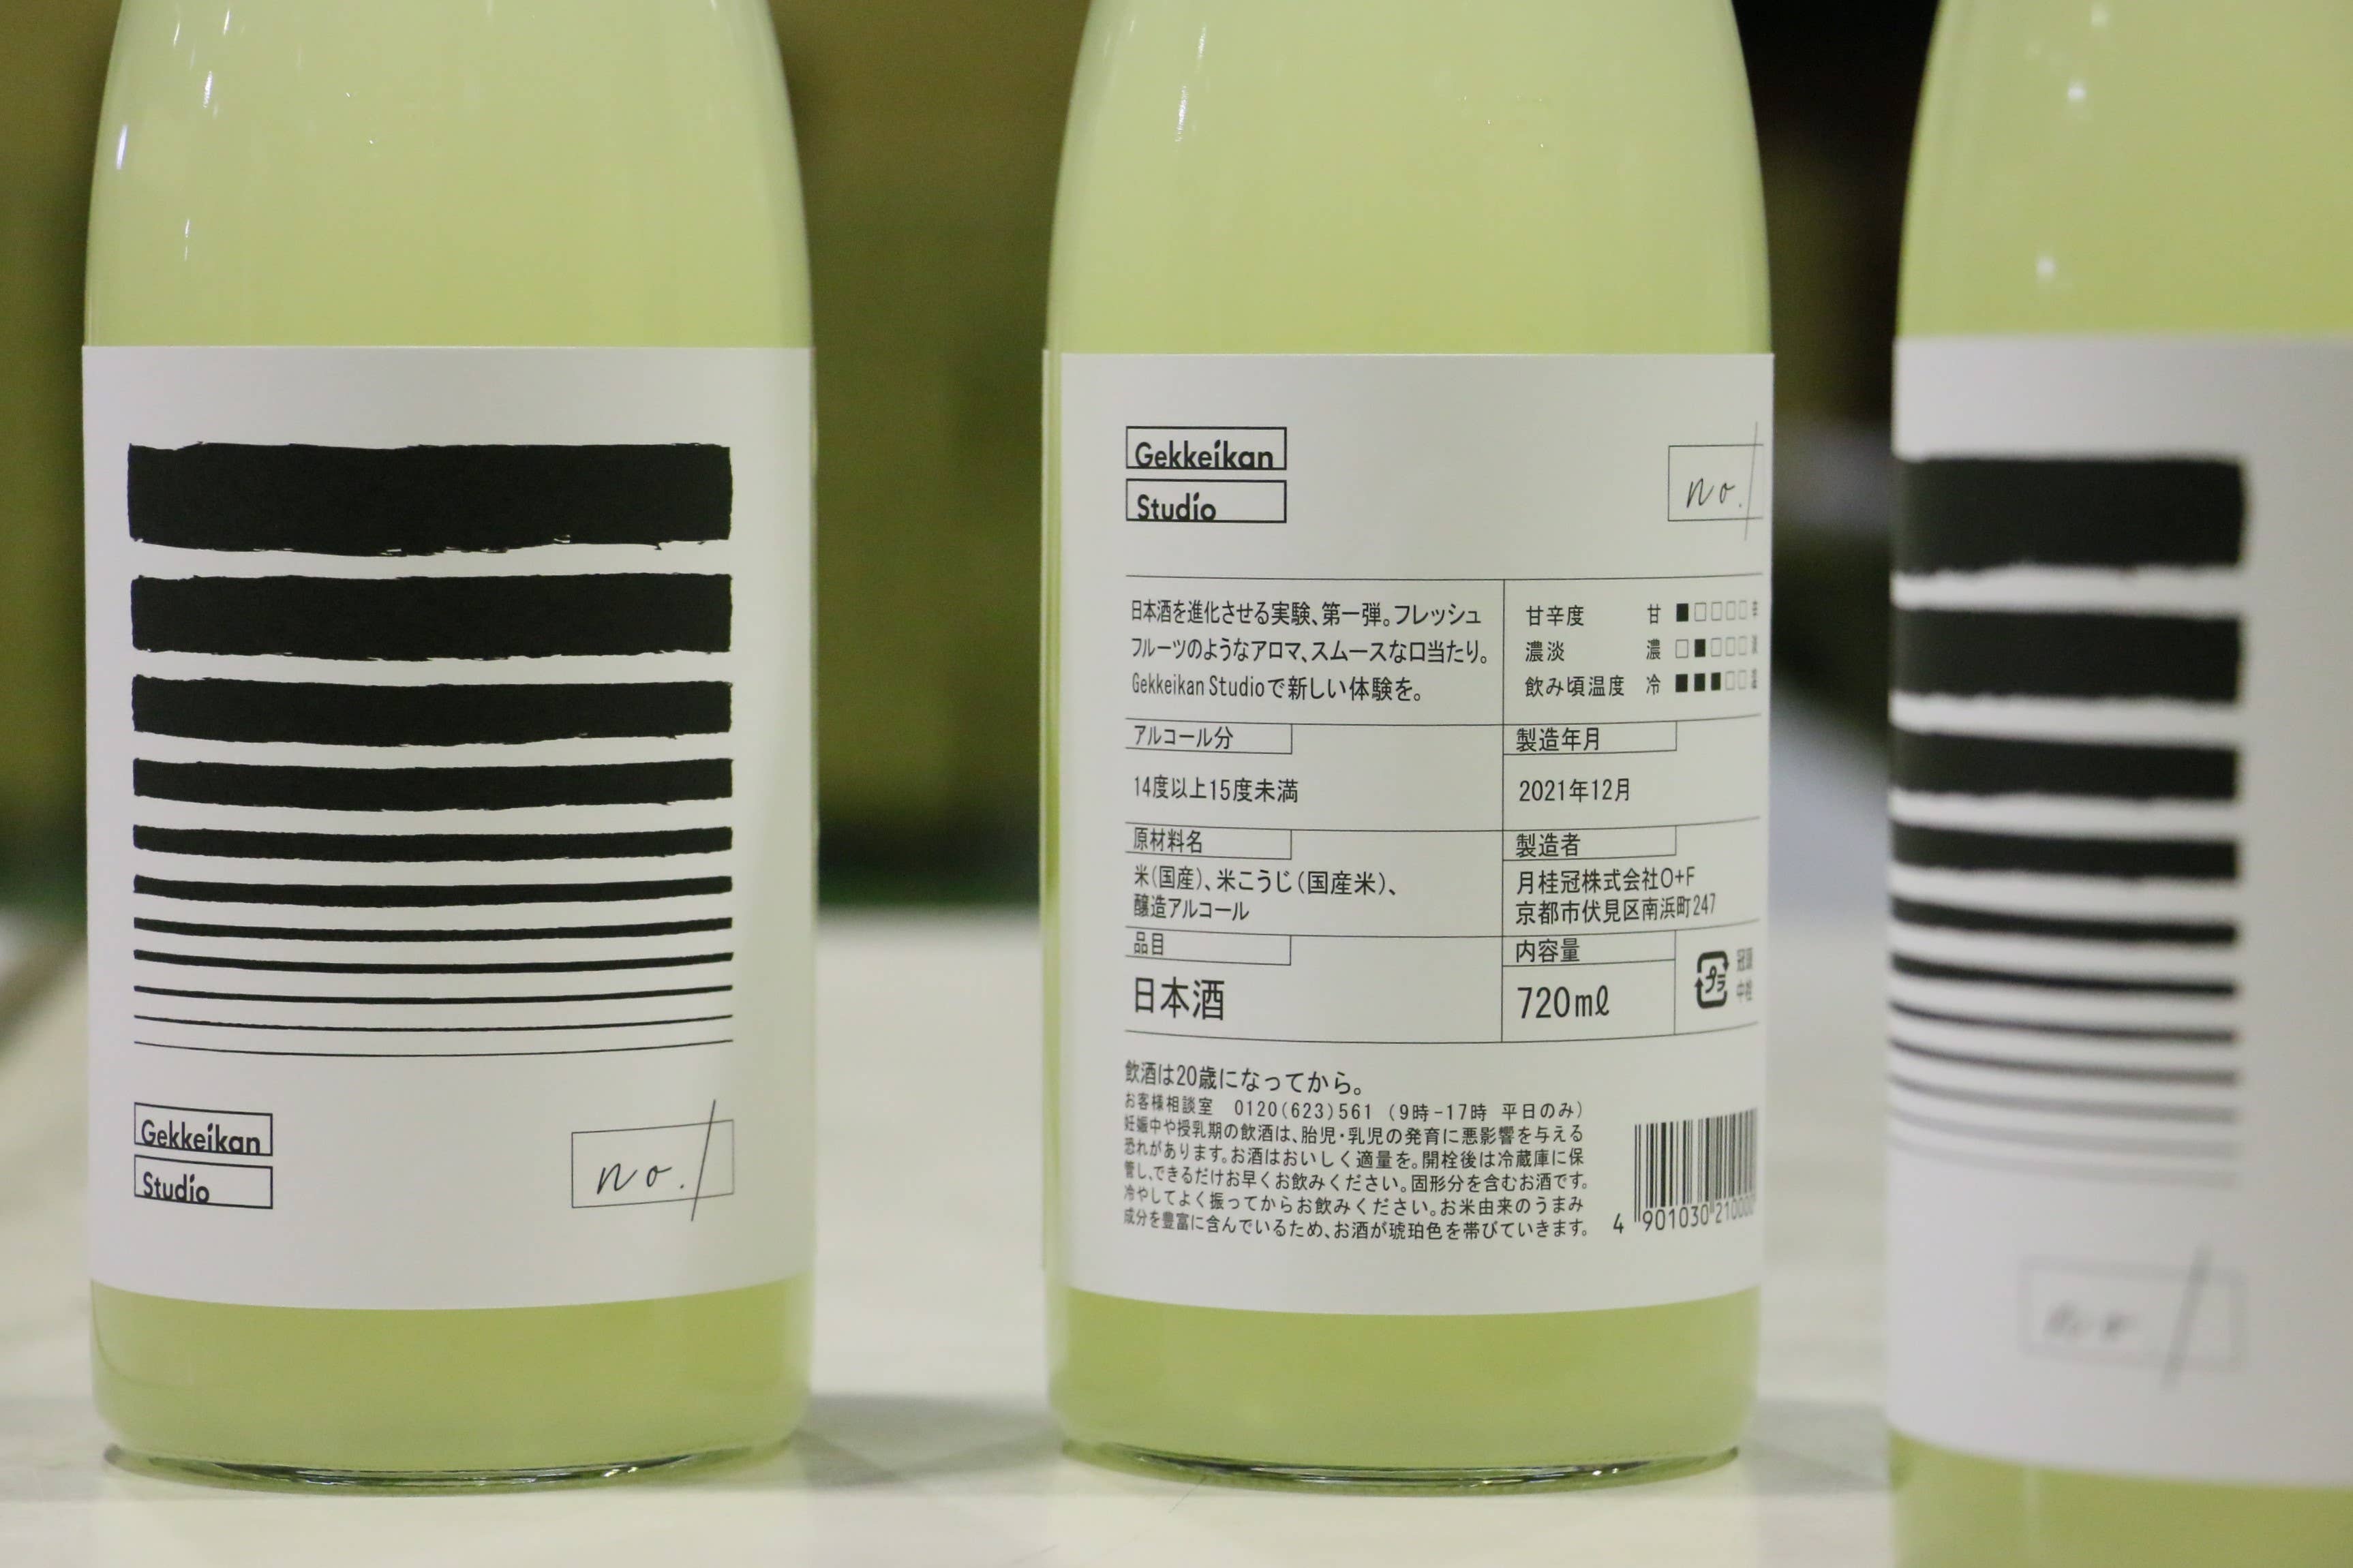 Gekkeikan
Studio
no.1
Gekkeikan
Studio
no.1
日本酒を進化させる実験、第一弾。フレッシュ
フルーツのようなアロマ、スムースな口当たり。
Gekkeikan Studioで新しい体験を。
甘辛度 甘 ■□□□□ 辛
濃淡 濃 □■□□□ 淡
飲み頃温度 冷 ■■■□□ 温
アルコール分
14度以上15度未満
製造年月
2021年12月
原材料名
米(国産)、米こうじ(国産米)、
醸造アルコール
製造者
月桂冠株式会社O+F
京都市伏見区南浜町247
品目
日本酒
内容量
720mℓ
プラ
冠頭
中栓
飲酒は20歳になってから。
お客様相談室 0120(623)561 (9時-17時 平日のみ)
妊娠中や授乳期の飲酒は、胎児・乳児の発育に悪影響を与える
恐れがあります。お酒はおいしく適量を。開栓後は冷蔵庫に保
管し、できるだけお早くお飲みください。固形分を含むお酒です。
冷やしてよく振ってからお飲みください。お米由来のうまみ
成分を豊富に含んでいるため、お酒が琥珀色を帯びていきます。
4 901030 210000